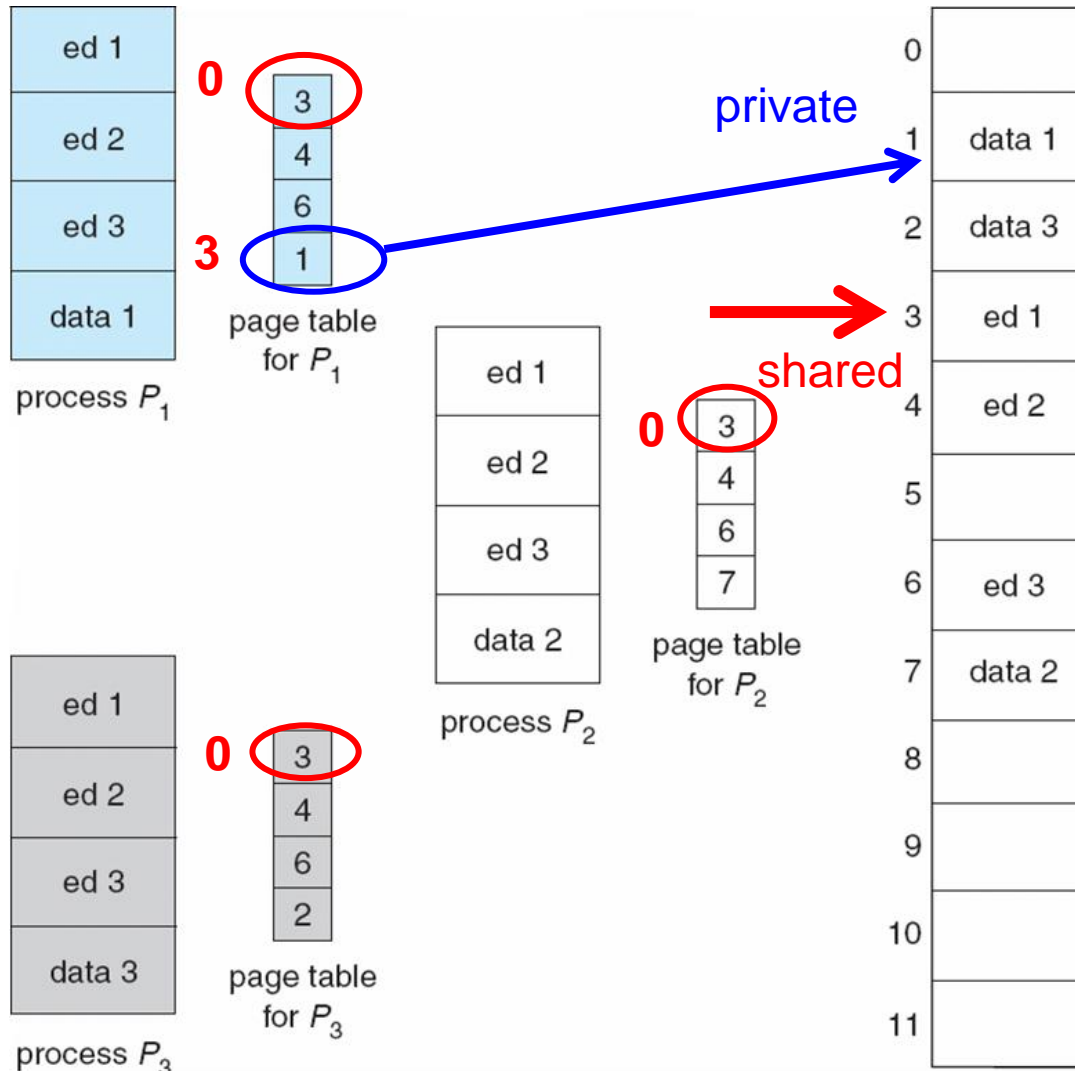 ed 1
ed 2
ed 3
data 1
process P1
0
3
4
6
3
1
page table
for P1
private
ed 1
ed 2
ed 3
data 2
process P2
0
3
4
6
7
page table
for P2
ed 1
ed 2
ed 3
data 3
process P3
0
3
4
6
2
page table
for P3
shared
0
1 data 1
2 data 3
3 ed 1
4 ed 2
5
6 ed 3
7 data 2
8
9
10
11